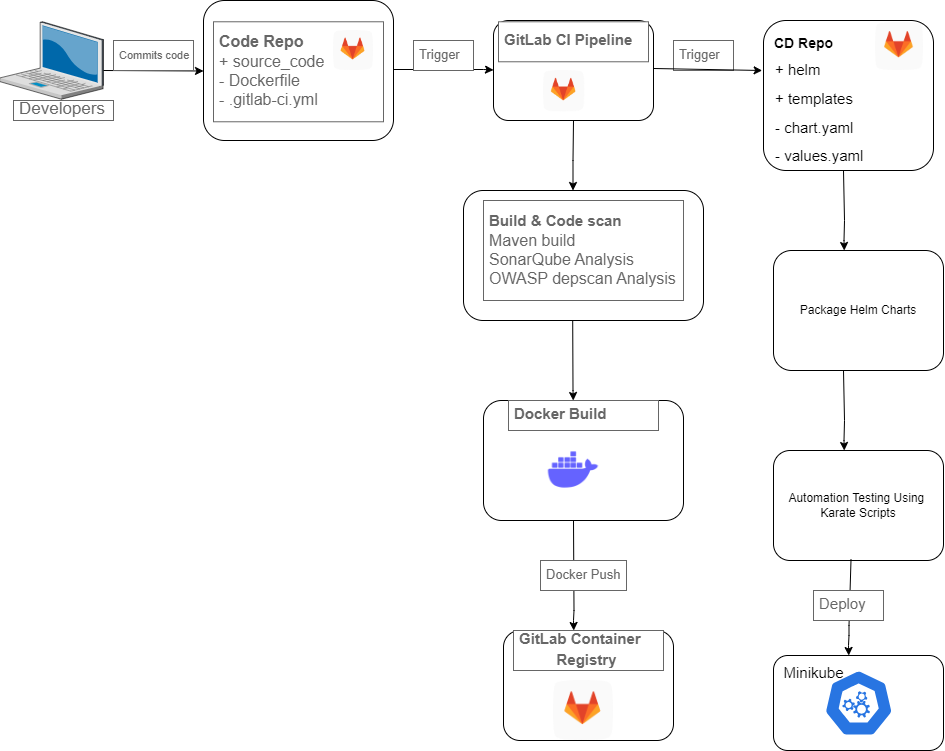 Developers
Commits code
Code Repo
+ source_code
- Dockerfile
- .gitlab-ci.yml
Trigger
GitLab CI Pipeline
Trigger
CD Repo
+ helm
+ templates
- chart.yaml
- values.yaml
Build & Code scan
Maven build
SonarQube Analysis
OWASP depscan Analysis
Docker Build
Docker Push
GitLab Container
Registry
Package Helm Charts
Automation Testing Using
Karate Scripts
Deploy
Minikube